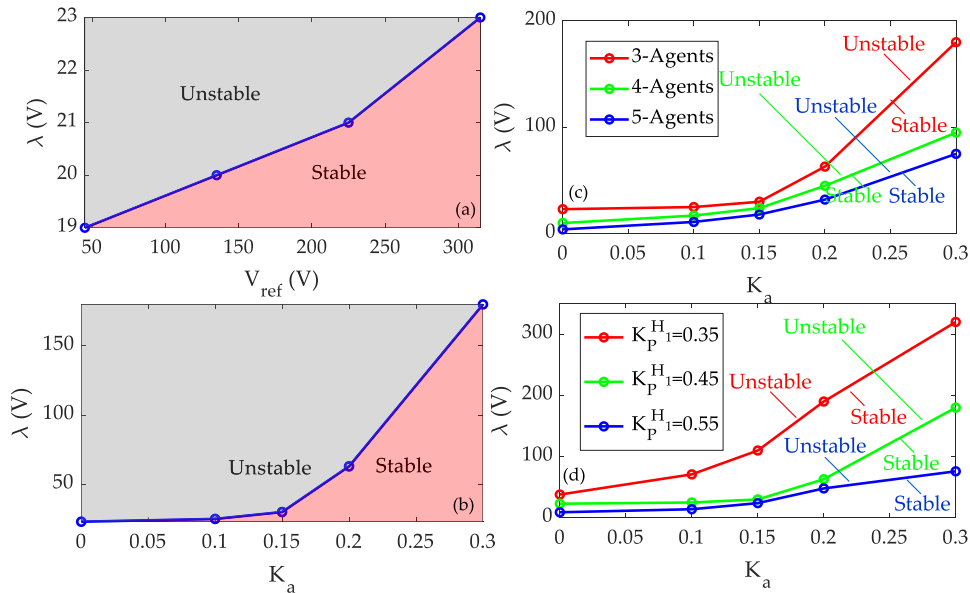 23
22
21
20
19
λ (V)
Unstable
Stable
(a)
50
100
150
200
250
300
V_ref (V)
200
100
0
λ (V)
3-Agents
4-Agents
5-Agents
Unstable
Stable
Unstable
Stable
Unstable
Stable
(c)
0
0.05
0.1
0.15
0.2
0.25
0.3
K_a
150
100
50
λ (V)
Unstable
Stable
(b)
0
0.05
0.1
0.15
0.2
0.25
0.3
K_a
300
200
100
0
λ (V)
K_P^H_1=0.35
K_P^H_1=0.45
K_P^H_1=0.55
Unstable
Unstable
Stable
Unstable
Stable
Stable
(d)
0
0.05
0.1
0.15
0.2
0.25
0.3
K_a